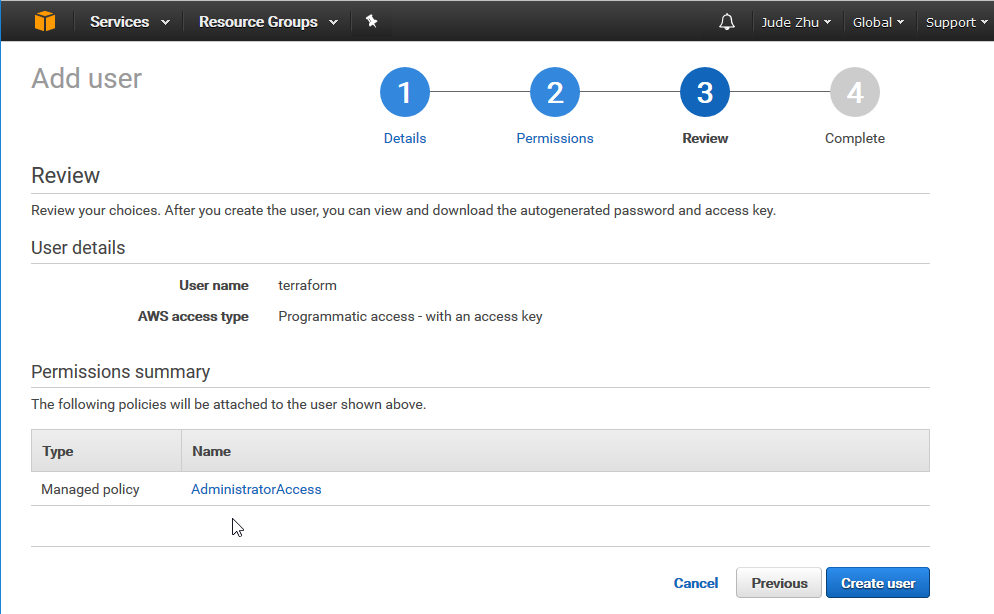 Services Resource Groups Jude Zhu Global Support
Add user
1 2 3 4
Details Permissions Review Complete
Review
Review your choices. After you create the user, you can view and download the autogenerated password and access key.
User details
User name terraform
AWS access type Programmatic access - with an access key
Permissions summary
The following policies will be attached to the user shown above.
Type Name
Managed policy AdministratorAccess
Cancel Previous Create user